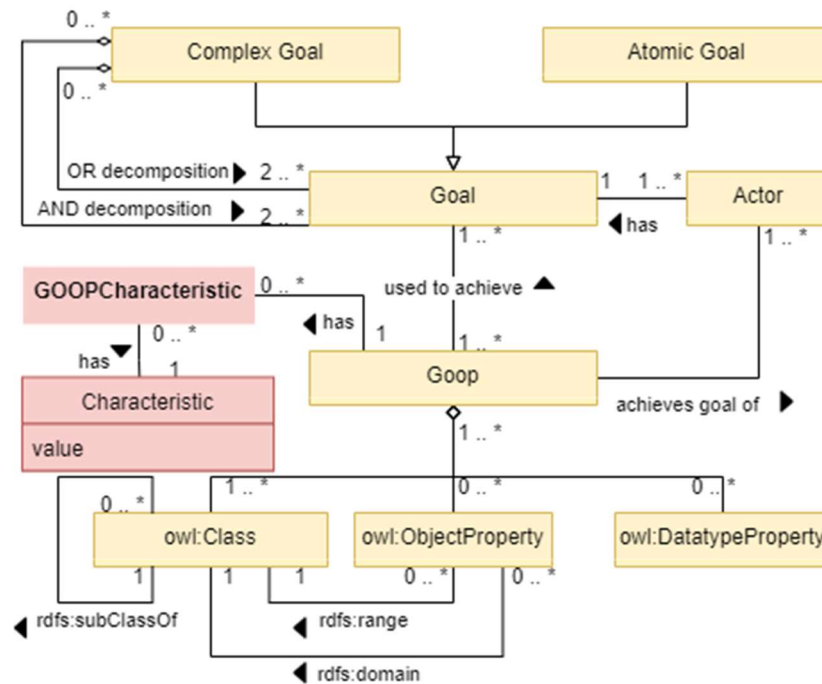 0 .. *
Complex Goal
Atomic Goal
0 .. *
OR decomposition
2 .. *
Goal
1
1 .. *
Actor
AND decomposition
2 .. *
has
1 .. *
1 .. *
GOOPCharacteristic
0 .. *
used to achieve
has
1
0 .. *
has
1
1 .. *
Goop
Characteristic
achieves goal of
value
1 .. *
1 .. *
0 .. *
0 .. *
0 .. *
owl:Class
owl:ObjectProperty
owl:DatatypeProperty
1
1
1
0 .. *
0 .. *
rdfs:subClassOf
rdfs:range
rdfs:domain